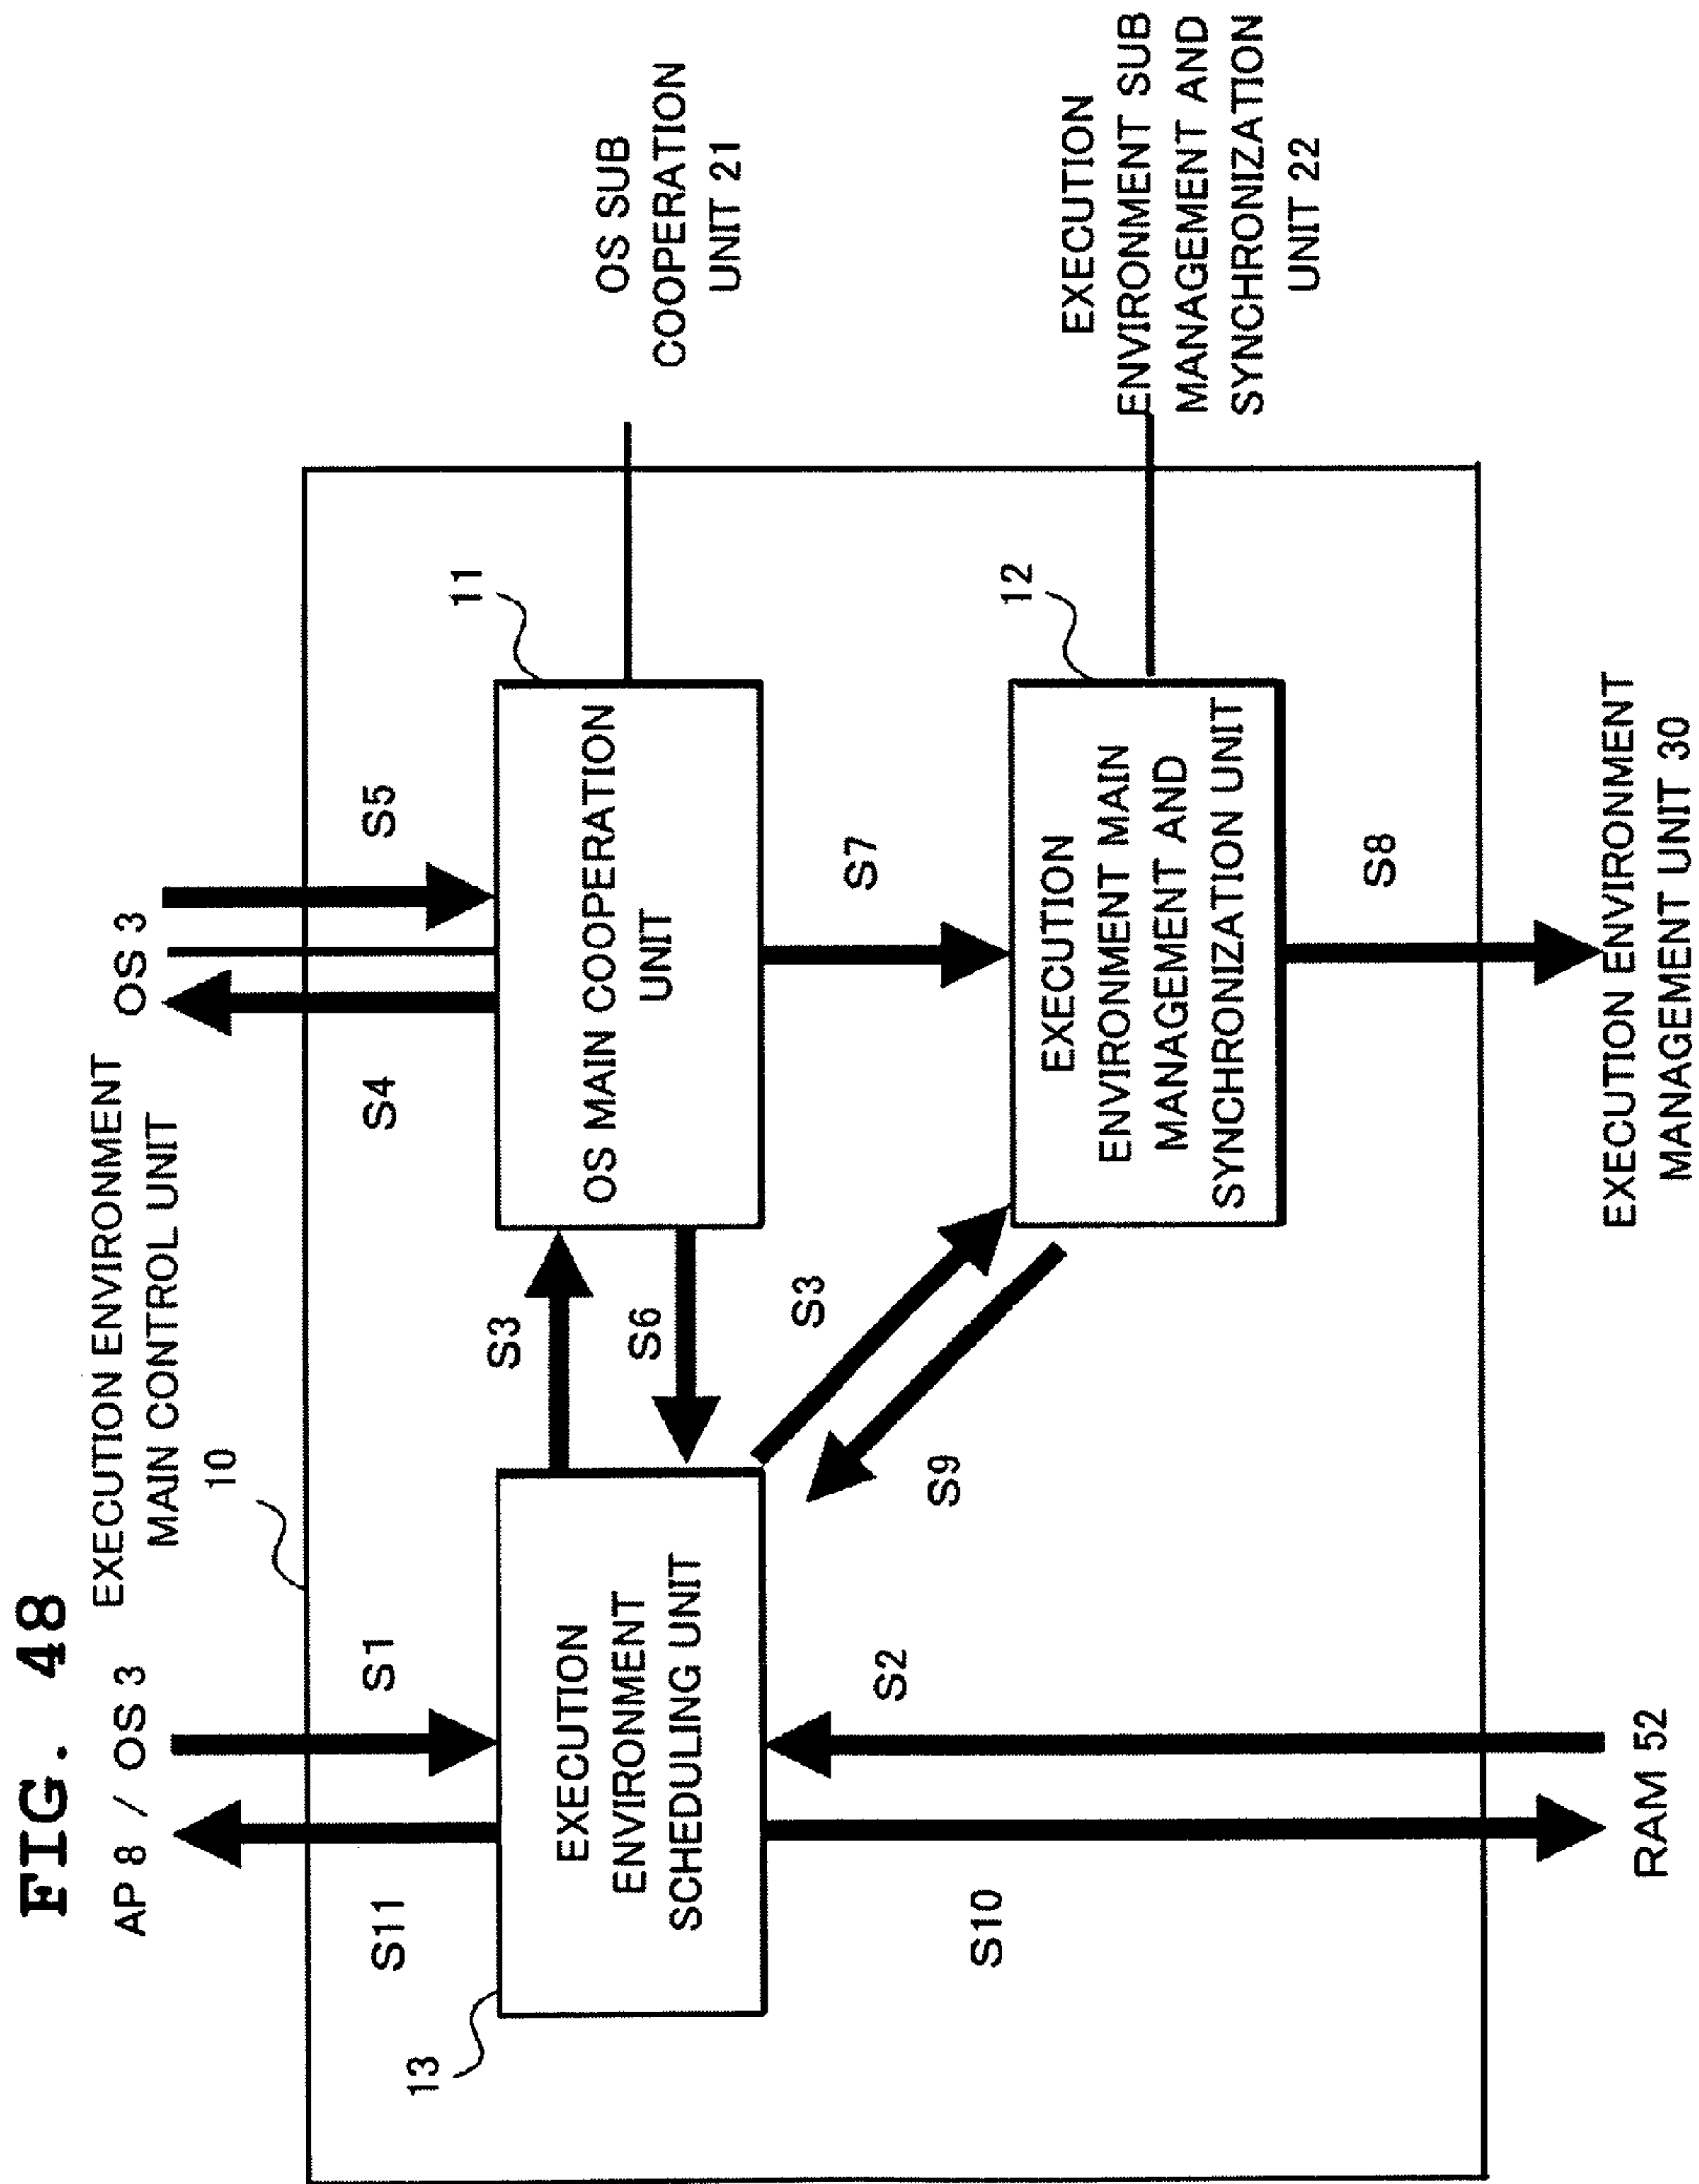 FIG. 48
EXECUTION ENVIRONMENT
MAIN CONTROL UNIT
10
AP 8 / OS 3
OS 3
S11
S1
S4
S5
13
EXECUTION
ENVIRONMENT
SCHEDULING UNIT
S3
S6
11
OS MAIN COOPERATION
UNIT
OS SUB
COOPERATION
UNIT 21
S7
S3
S9
S2
S10
12
EXECUTION
ENVIRONMENT MAIN
MANAGEMENT AND
SYNCHRONIZATION UNIT
EXECUTION
ENVIRONMENT SUB
MANAGEMENT AND
SYNCHRONIZATION
UNIT 22
S8
RAM 52
EXECUTION ENVIRONMENT
MANAGEMENT UNIT 30